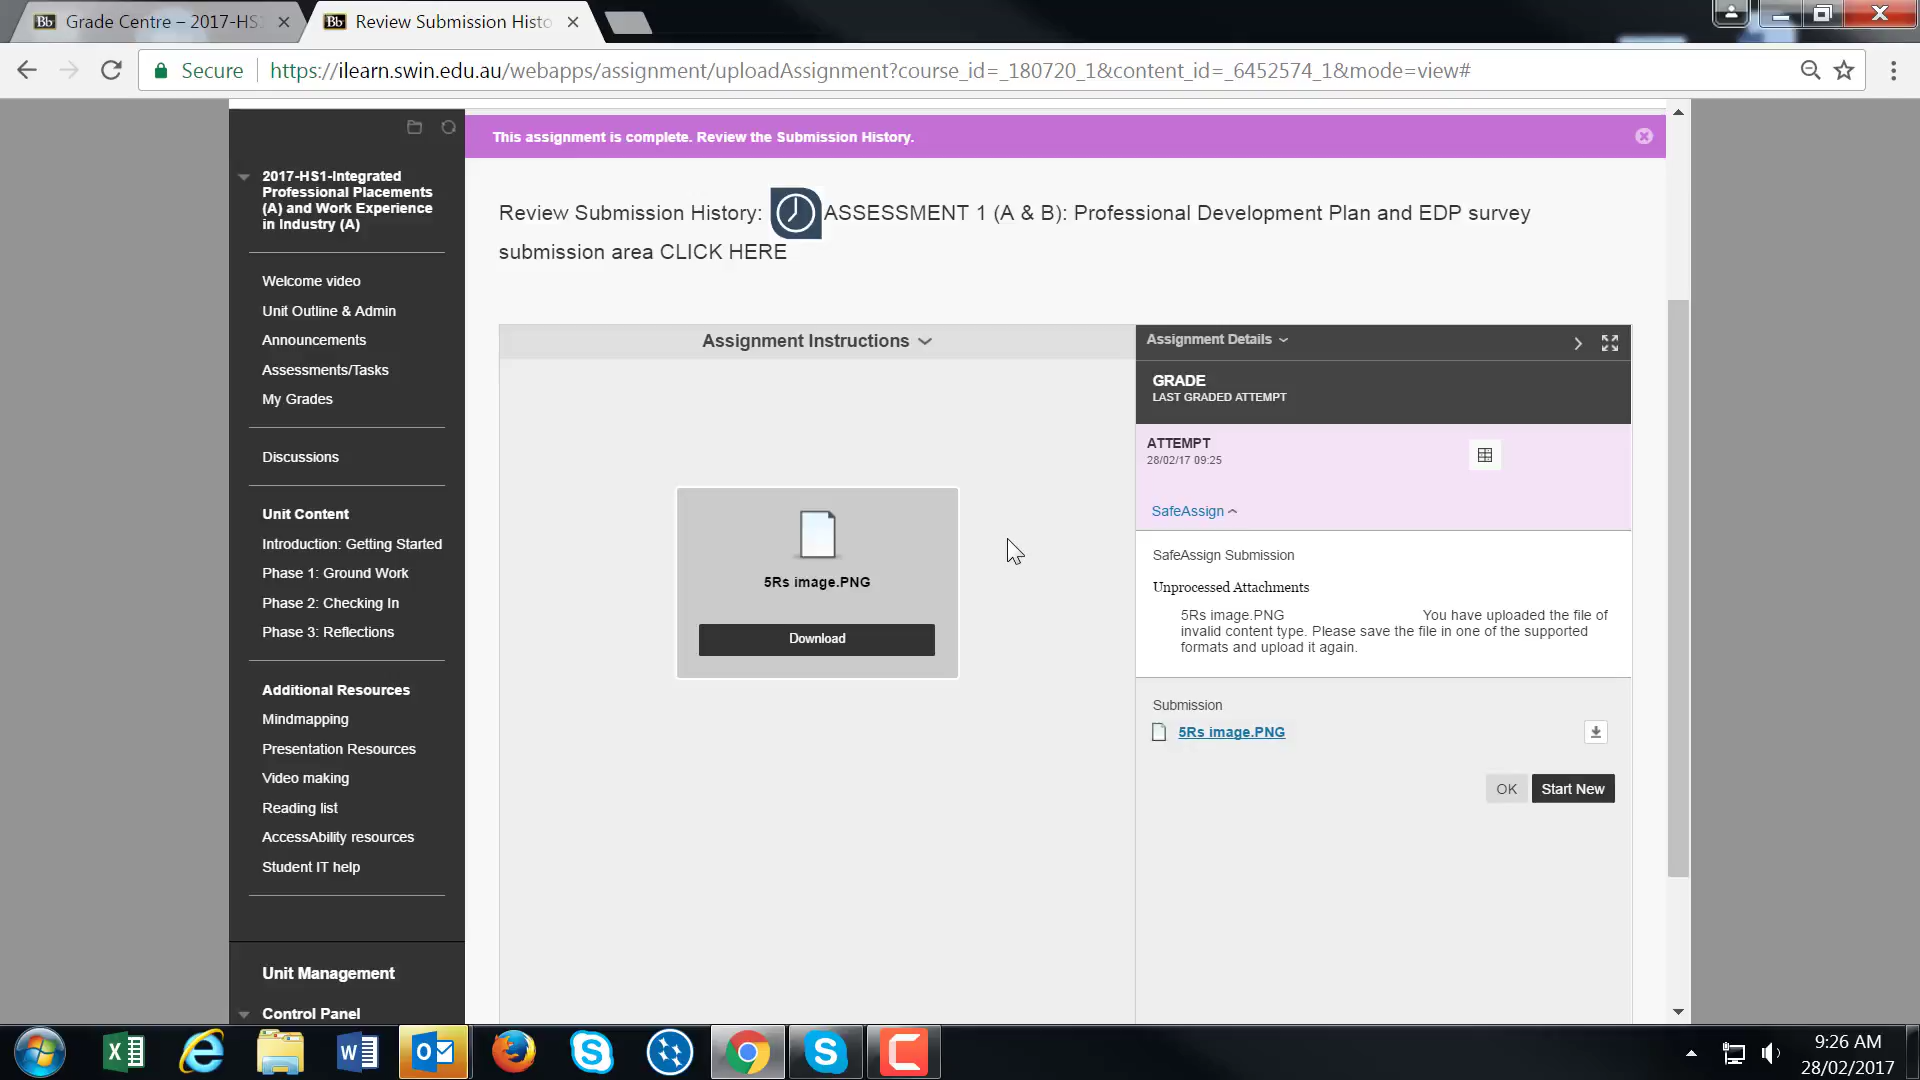 Bb Grade Centre – 2017-HS
Bb Review Submission Histo
Secure
https://ilearn.swin.edu.au/webapps/assignment/uploadAssignment?course_id=_180720_1&content_id=_6452574_1&mode=view#
2017-HS1-Integrated
Professional Placements
(A) and Work Experience
in Industry (A)
Welcome video
Unit Outline & Admin
Announcements
Assessments/Tasks
My Grades
Discussions
Unit Content
Introduction: Getting Started
Phase 1: Ground Work
Phase 2: Checking In
Phase 3: Reflections
Additional Resources
Mindmapping
Presentation Resources
Video making
Reading list
AccessAbility resources
Student IT help
Unit Management
Control Panel
This assignment is complete. Review the Submission History.
Review Submission History: ASSESSMENT 1 (A & B): Professional Development Plan and EDP survey
submission area CLICK HERE
Assignment Instructions
5Rs image.PNG
Download
Assignment Details
GRADE
LAST GRADED ATTEMPT
ATTEMPT
28/02/17 09:25
SafeAssign
SafeAssign Submission
Unprocessed Attachments
5Rs image.PNG You have uploaded the file of
invalid content type. Please save the file in one of the supported
formats and upload it again.
Submission
5Rs image.PNG
OK
Start New
9:26 AM
28/02/2017